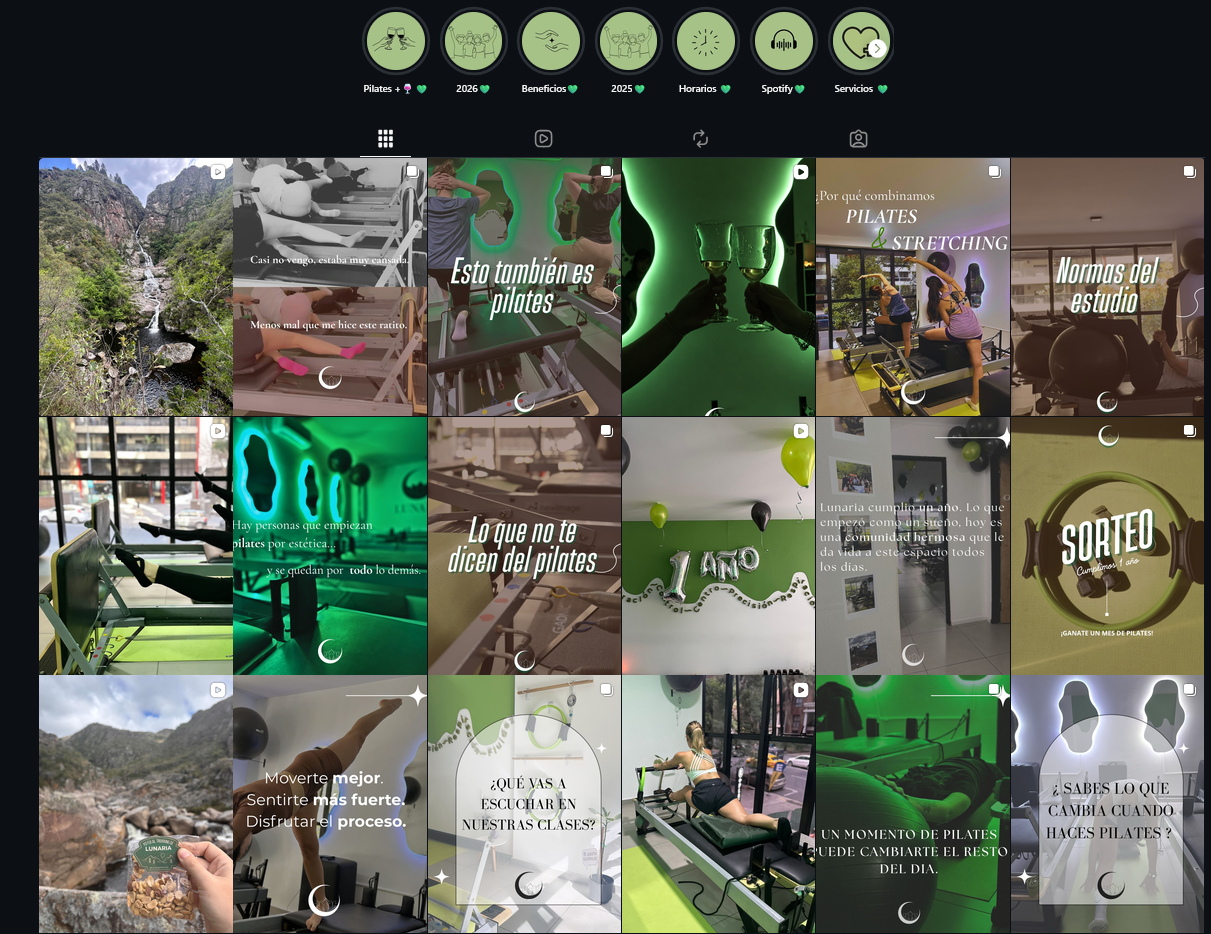 Pilates + 🍷 💚
2026💚
Beneficios💚
2025💚
Horarios 💚
Spotify💚
Servicios 💚
Casi no vengo, estaba muy cansada.
Menos mal que me hice este ratito.
Esto también es
pilates
¿Por qué combinamos
PILATES
& STRETCHING
Normas del
estudio
Hay personas que empiezan
pilates por estética...
y se quedan por todo lo demás.
Lo que no te
dicen del pilates
1 AÑO
Lunaria cumplió un año. Lo que
empezó como un sueño, hoy es
una comunidad hermosa que le
da vida a este espacio todos
los días.
SORTEO
Cumplimos 1 año
¡GANATE UN MES DE PILATES!
LUNARIA
Moverte mejor.
Sentirte más fuerte.
Disfrutar el proceso.
¿QUÉ VAS A
ESCUCHAR EN
NUESTRAS CLASES?
UN MOMENTO DE PILATES
PUEDE CAMBIARTE EL RESTO
DEL DIA.
¿ SABES LO QUE
CAMBIA CUANDO
HACES PILATES ?